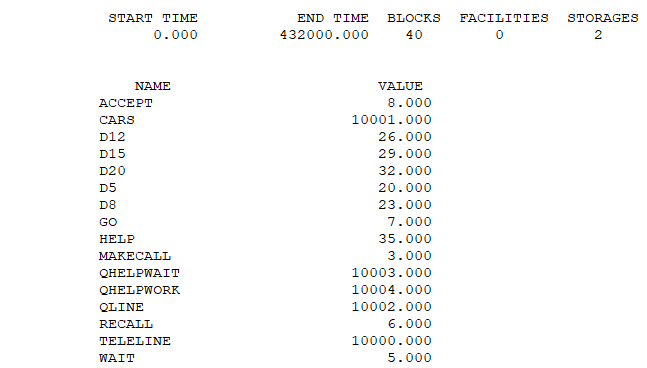 START TIME END TIME BLOCKS FACILITIES STORAGES
0.000 432000.000 40 0 2
NAME VALUE
ACCEPT 8.000
CARS 10001.000
D12 26.000
D15 29.000
D20 32.000
D5 20.000
D8 23.000
GO 7.000
HELP 35.000
MAKECALL 3.000
QHELPWAIT 10003.000
QHELPWORK 10004.000
QLINE 10002.000
RECALL 6.000
TELELINE 10000.000
WAIT 5.000